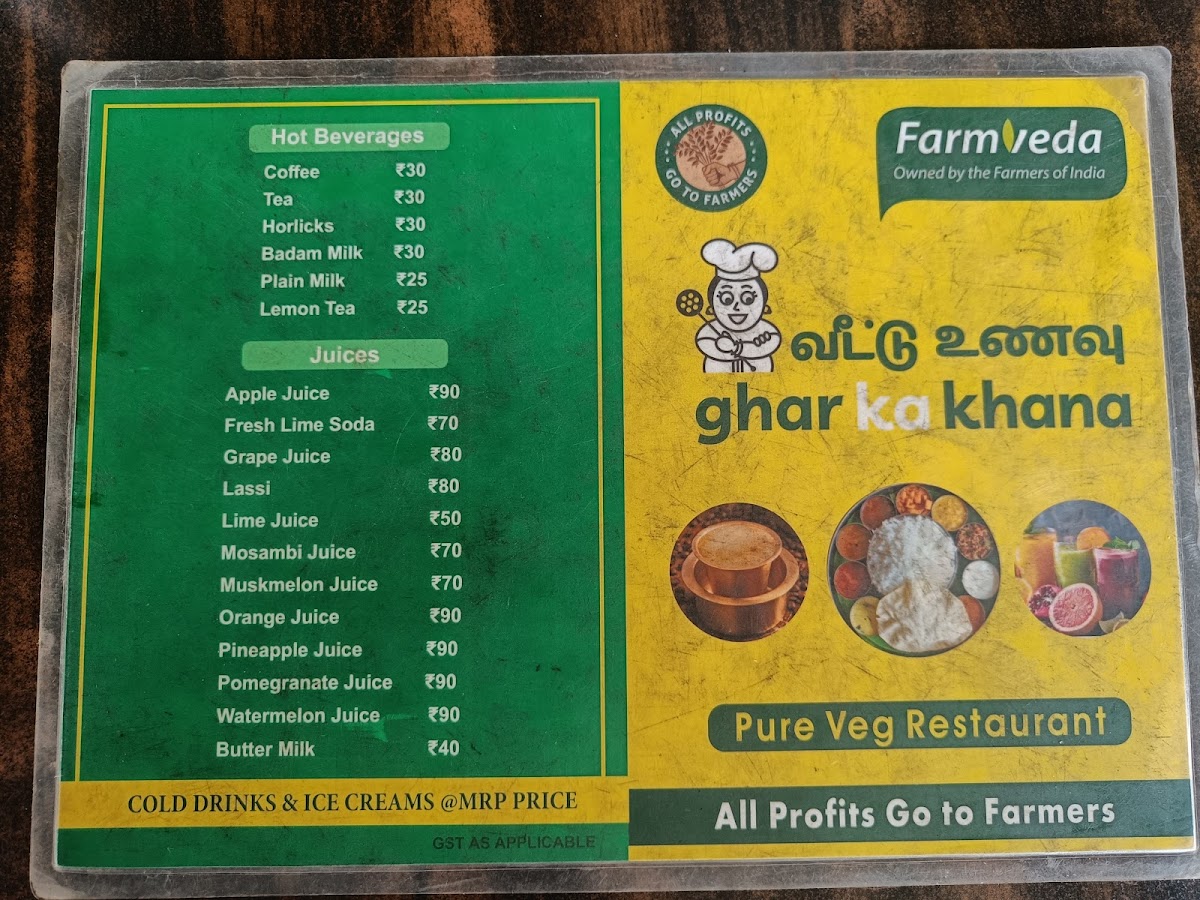 Hot Beverages
Coffee ₹30
Tea ₹30
Horlicks ₹30
Badam Milk ₹30
Plain Milk ₹25
Lemon Tea ₹25
Juices
Apple Juice ₹90
Fresh Lime Soda ₹70
Grape Juice ₹80
Lassi ₹80
Lime Juice ₹50
Mosambi Juice ₹70
Muskmelon Juice ₹70
Orange Juice ₹90
Pineapple Juice ₹90
Pomegranate Juice ₹90
Watermelon Juice ₹90
Butter Milk ₹40
COLD DRINKS & ICE CREAMS @MRP PRICE
GST AS APPLICABLE
ALL PROFITS
GO TO FARMERS
Farmveda
Owned by the Farmers of India
வீட்டு உணவு
ghar ka khana
Pure Veg Restaurant
All Profits Go to Farmers